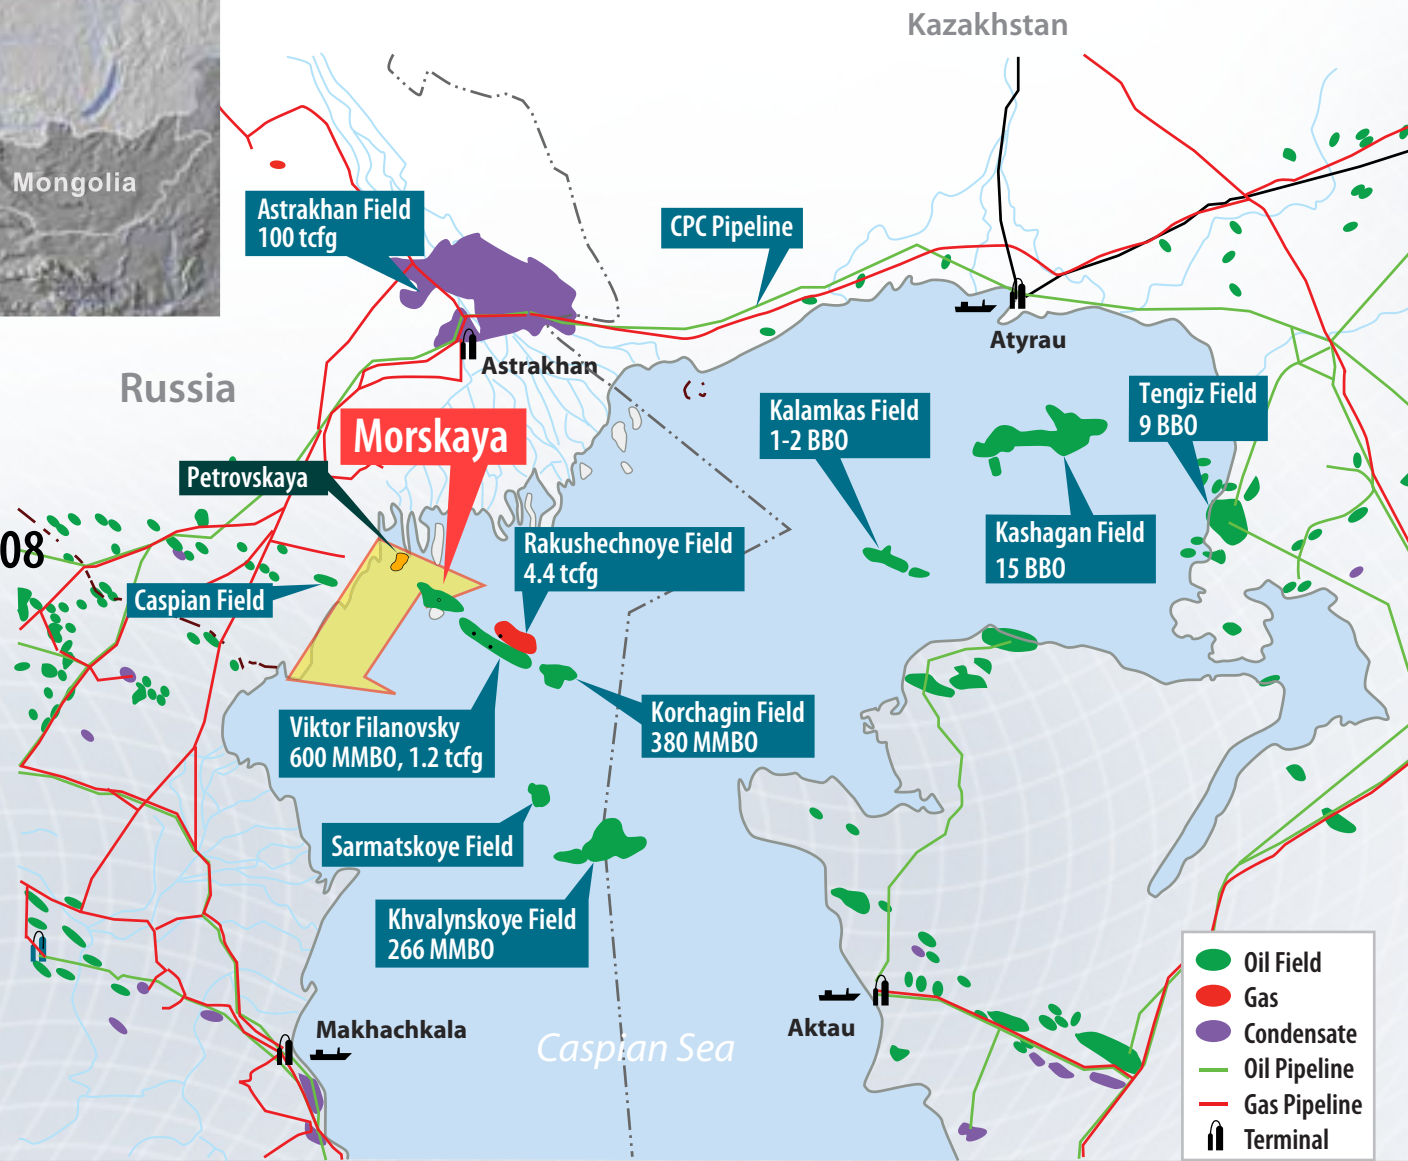 Kazakhstan
Mongolia
Astrakhan Field
100 tcfg
CPC Pipeline
Atyrau
Astrakhan
Russia
Tengiz Field
9 BBO
Kalamkas Field
1-2 BBO
Morskaya
Petrovskaya
Kashagan Field
15 BBO
Rakushechnoye Field
4.4 tcfg
08
Caspian Field
Korchagin Field
380 MMBO
Viktor Filanovsky
600 MMBO, 1.2 tcfg
Sarmatskoye Field
Khvalynskoye Field
266 MMBO
Makhachkala
Aktau
Caspian Sea
Oil Field
Gas
Condensate
Oil Pipeline
Gas Pipeline
Terminal